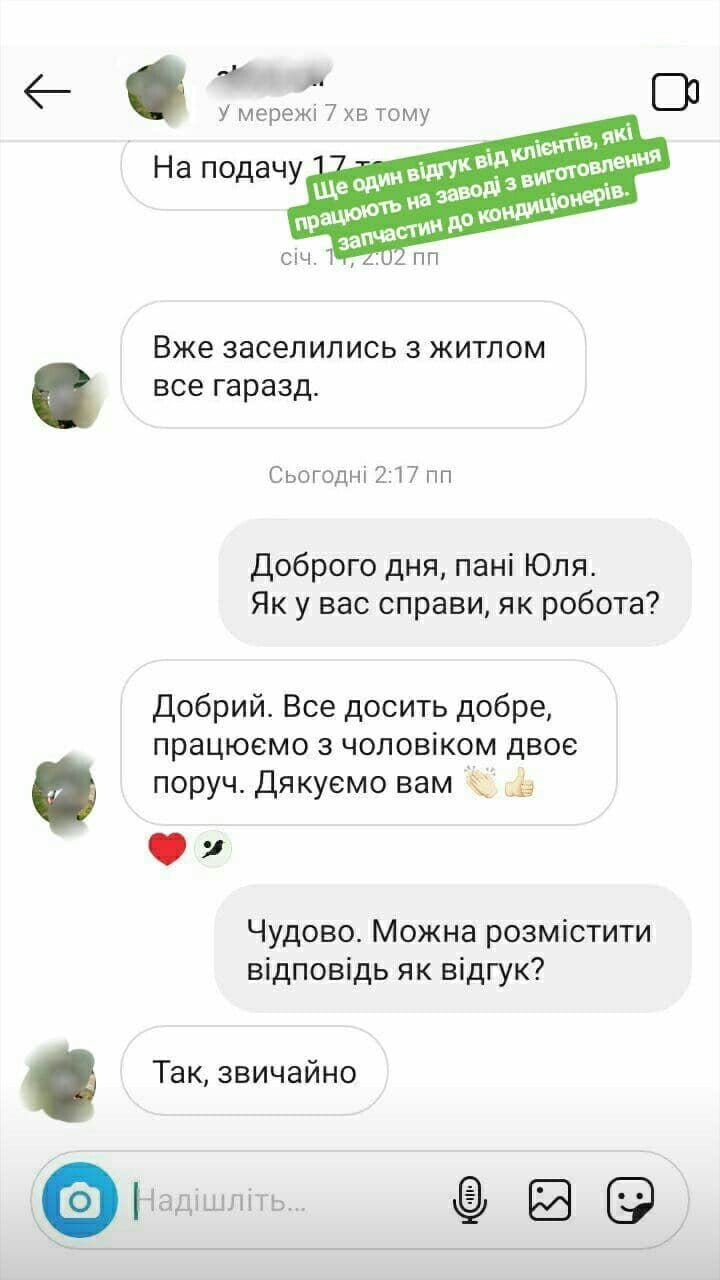 У мережі 7 хв тому
На подачу 17
Ще один відгук від клієнтів, які
працюють на заводі з виготовлення
запчастин до кондиціонерів.
січ. 11, 2:02 пп
Вже заселились з житлом
все гаразд.
Сьогодні 2:17 пп
Доброго дня, пані Юля.
Як у вас справи, як робота?
Добрий. Все досить добре,
працюємо з чоловіком двоє
поруч. Дякуємо вам 👏🏻👍🏻
Чудово. Можна розмістити
відповідь як відгук?
Так, звичайно
Надішліть...